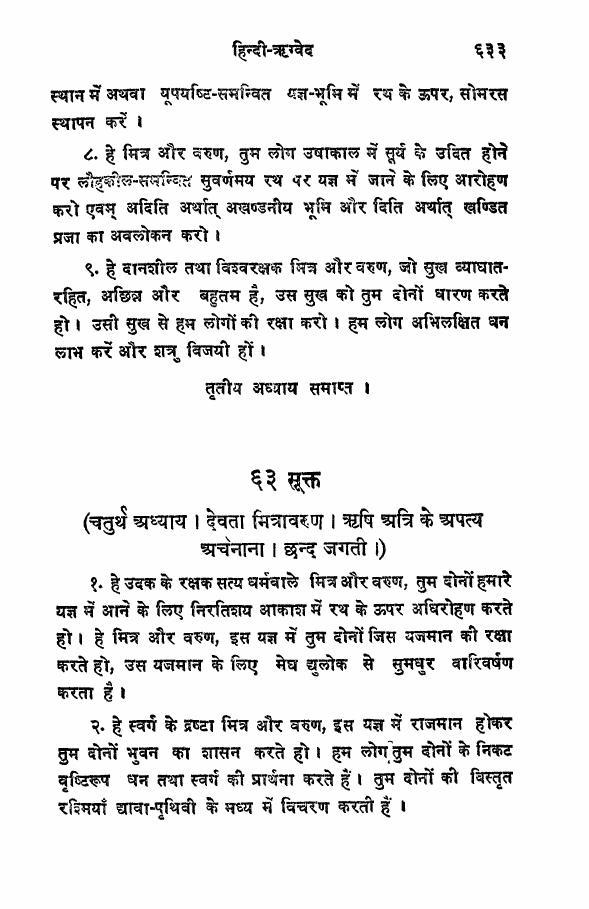 हिन्दी-ऋग्वेद ६३३
स्थान में अथवा यूपयष्टि-समन्वित यज्ञ-भूमि में रथ के ऊपर, सोमरस
स्थापन करें ।
८. हे मित्र और वरुण, तुम लोग उषाकाल में सूर्य के उदित होने
पर लौहकील-समन्वित सुवर्णमय रथ पर यज्ञ में जाने के लिए आरोहण
करो एवम् अदिति अर्थात् अखण्डनीय भूमि और दिति अर्थात् खण्डित
प्रजा का अवलोकन करो ।
९. हे दानशील तथा विश्वरक्षक मित्र और वरुण, जो सुख व्याघात-
रहित, अछिन्न और बहुतम है, उस सुख को तुम दोनों धारण करते
हो । उसी सुख से हम लोगों की रक्षा करो । हम लोग अभिलक्षित धन
लाभ करें और शत्रु विजयी हों ।
तृतीय अध्याय समाप्त ।
६३ सूक्त
(चतुर्थ अध्याय । देवता मित्रावरुण । ऋषि अत्रि के अपत्य
अर्चनाना । छन्द जगती ।)
१. हे उदक के रक्षक सत्य धर्मवाले मित्र और वरुण, तुम दोनों हमारे
यज्ञ में आने के लिए निरतिशय आकाश में रथ के ऊपर अधिरोहण करते
हो । हे मित्र और वरुण, इस यज्ञ में तुम दोनों जिस यजमान की रक्षा
करते हो, उस यजमान के लिए मेघ द्युलोक से सुमधुर वारिवर्षण
करता है ।
२. हे स्वर्ग के द्रष्टा मित्र और वरुण, इस यज्ञ में राजमान होकर
तुम दोनों भुवन का शासन करते हो । हम लोग तुम दोनों के निकट
वृष्टिरूप धन तथा स्वर्ग की प्रार्थना करते हैं । तुम दोनों की विस्तृत
रश्मियाँ द्यावा-पृथिवी के मध्य में विचरण करती हैं ।